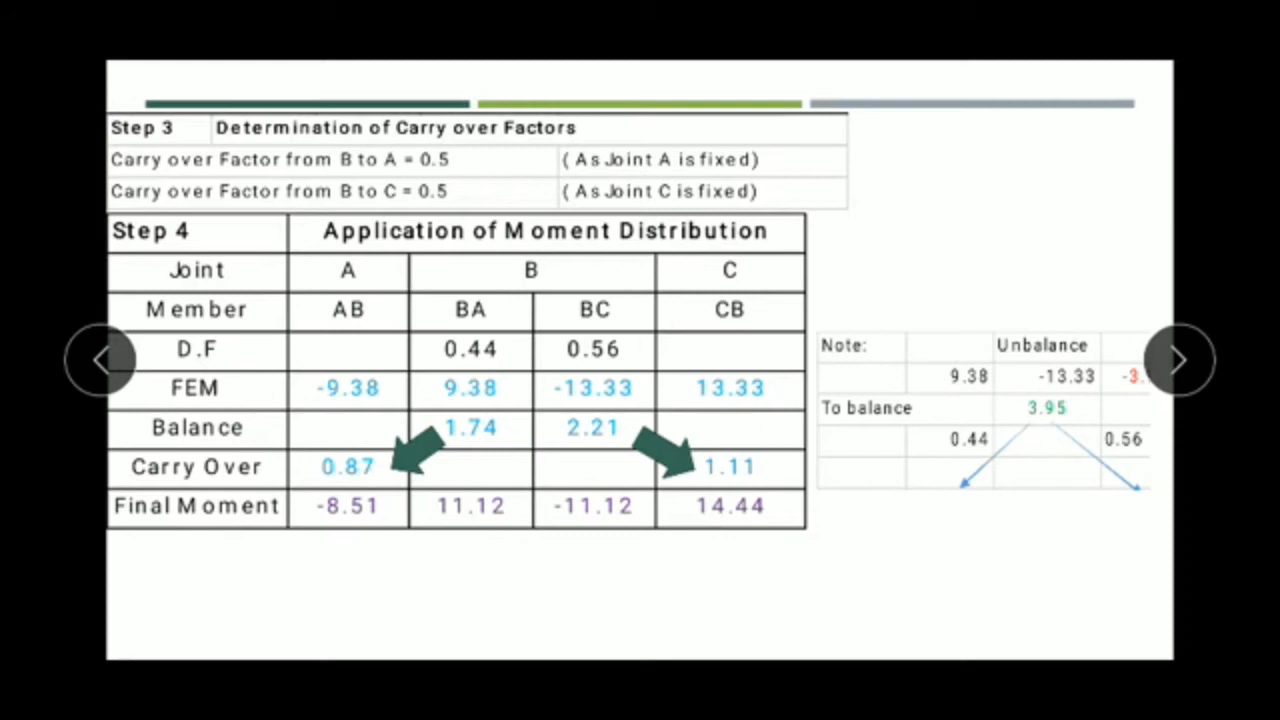 Step 3 Determination of Carry over Factors
Carry over Factor from B to A = 0.5 ( As Joint A is fixed)
Carry over Factor from B to C = 0.5 ( As Joint C is fixed)
Step 4 Application of Moment Distribution
Joint A B C
Member AB BA BC CB
D.F 0.44 0.56
FEM -9.38 9.38 -13.33 13.33
Balance 1.74 2.21
Carry Over 0.87 1.11
Final Moment -8.51 11.12 -11.12 14.44
Note: Unbalance
9.38 -13.33
To balance 3.95
0.44 0.56